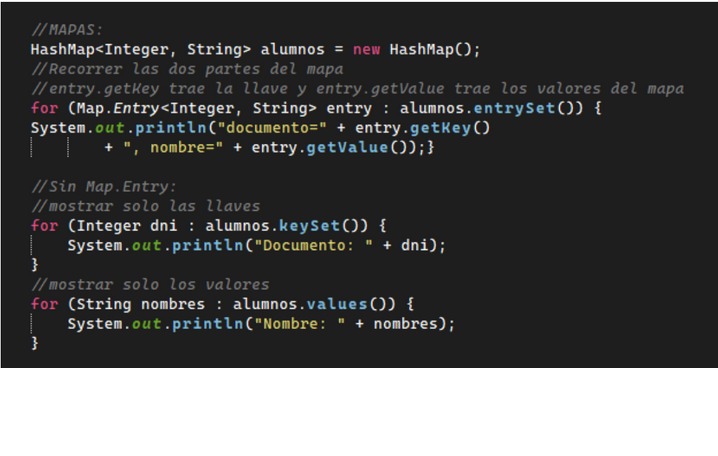 //MAPAS:
HashMap<Integer, String> alumnos = new HashMap();
//Recorrer las dos partes del mapa
//entry.getKey trae la llave y entry.getValue trae los valores del mapa
for (Map.Entry<Integer, String> entry : alumnos.entrySet()) {
System.out.println("documento=" + entry.getKey()
+ ", nombre=" + entry.getValue());}
//Sin Map.Entry:
//mostrar solo las llaves
for (Integer dni : alumnos.keySet()) {
System.out.println("Documento: " + dni);
}
//mostrar solo los valores
for (String nombres : alumnos.values()) {
System.out.println("Nombre: " + nombres);
}